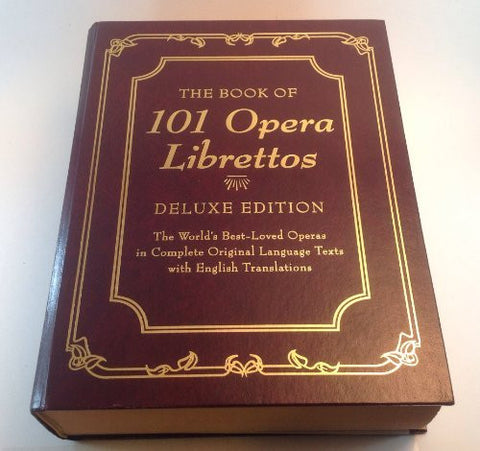 THE BOOK OF
101 Opera
Librettos
DELUXE EDITION
The World's Best-Loved Operas
in Complete Original Language Texts
with English Translations